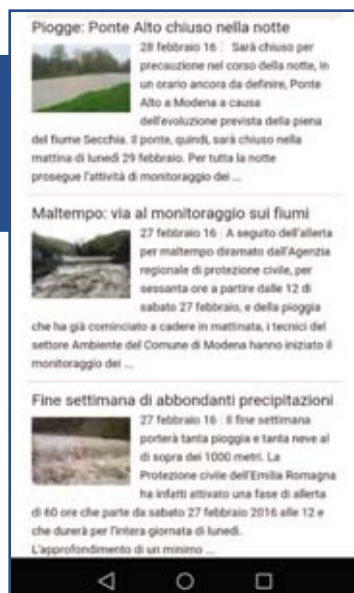 Piogge: Ponte Alto chiuso nella notte
28 febbraio 16 | Sarà chiuso per
precauzione nel corso della notte, in
un orario ancora da definire, Ponte
Alto a Modena a causa
dell'evoluzione prevista della piena
del fiume Secchia. Il ponte, quindi, sarà chiuso nella
mattina di lunedì 29 febbraio. Per tutta la notte
prosegue l'attività di monitoraggio dei ...
Maltempo: via al monitoraggio sui fiumi
27 febbraio 16 | A seguito dell'allerta
per maltempo diramato dall'Agenzia
regionale di protezione civile, per
sessanta ore a partire dalle 12 di
sabato 27 febbraio, e della pioggia
che ha già cominciato a cadere in mattinata, i tecnici del
settore Ambiente del Comune di Modena hanno iniziato il
monitoraggio dei ...
Fine settimana di abbondanti precipitazioni
27 febbraio 16 | Il fine settimana
porterà tanta pioggia e tanta neve al
di sopra dei 1000 metri. La
Protezione civile dell'Emilia Romagna
ha infatti attivato una fase di allerta
di 60 ore che parte da sabato 27 febbraio 2016 alle 12 e
che durerà per l'intera giornata di lunedì.
L'approfondimento di un minimo ...